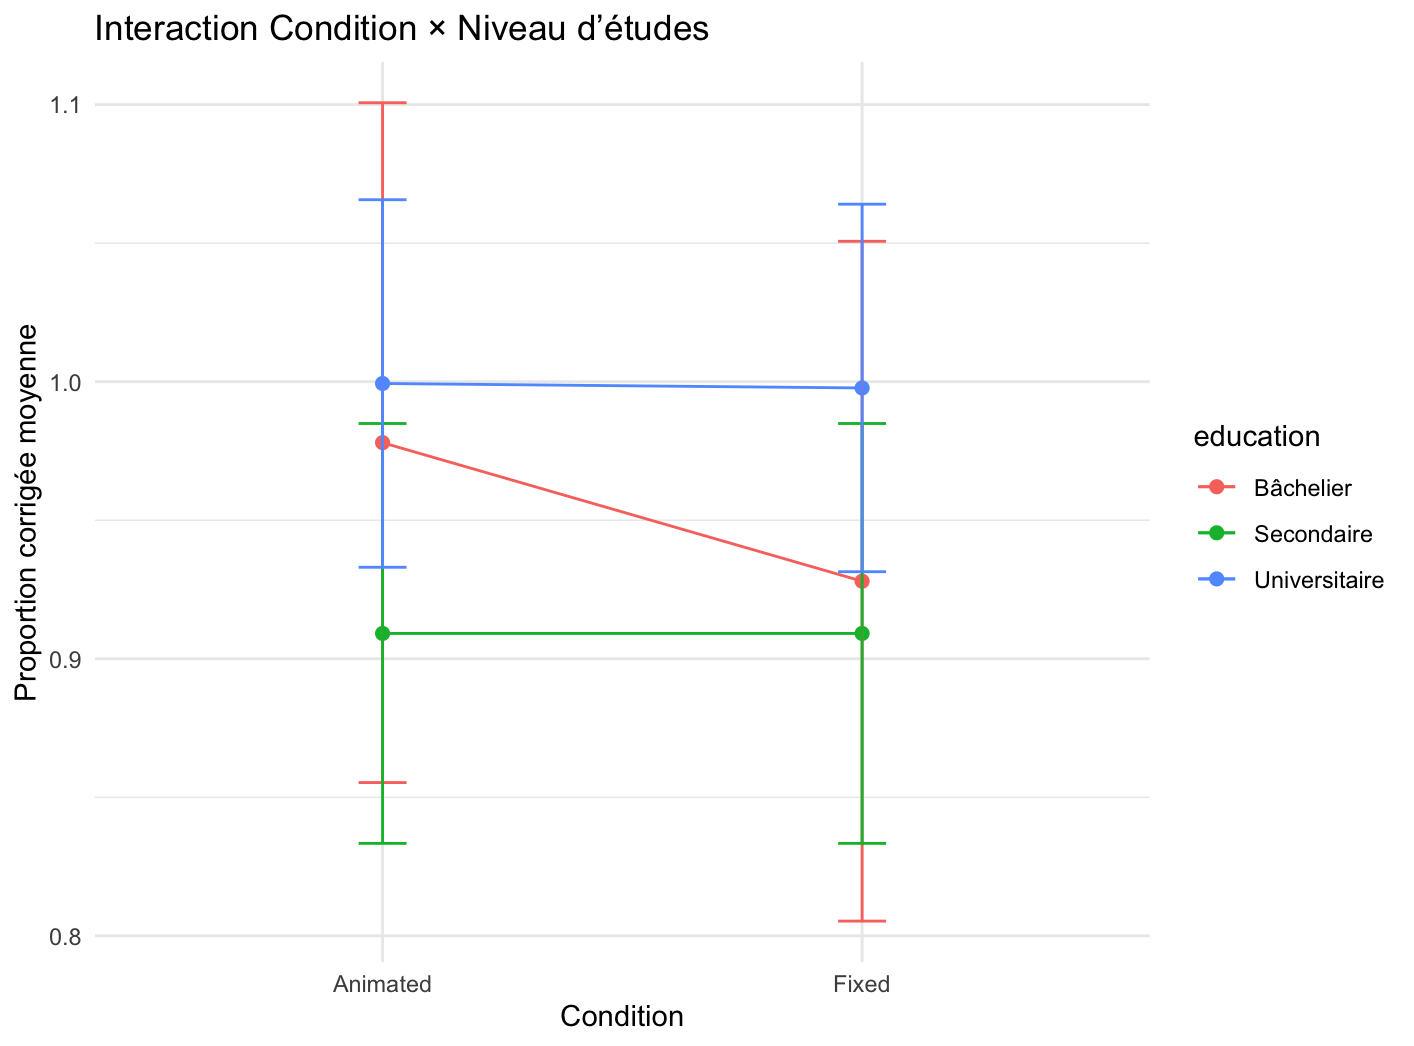 Interaction Condition × Niveau d’études
Proportion corrigée moyenne
1.1
1.0
0.9
0.8
Animated
Fixed
Condition
education
Bâchelier
Secondaire
Universitaire